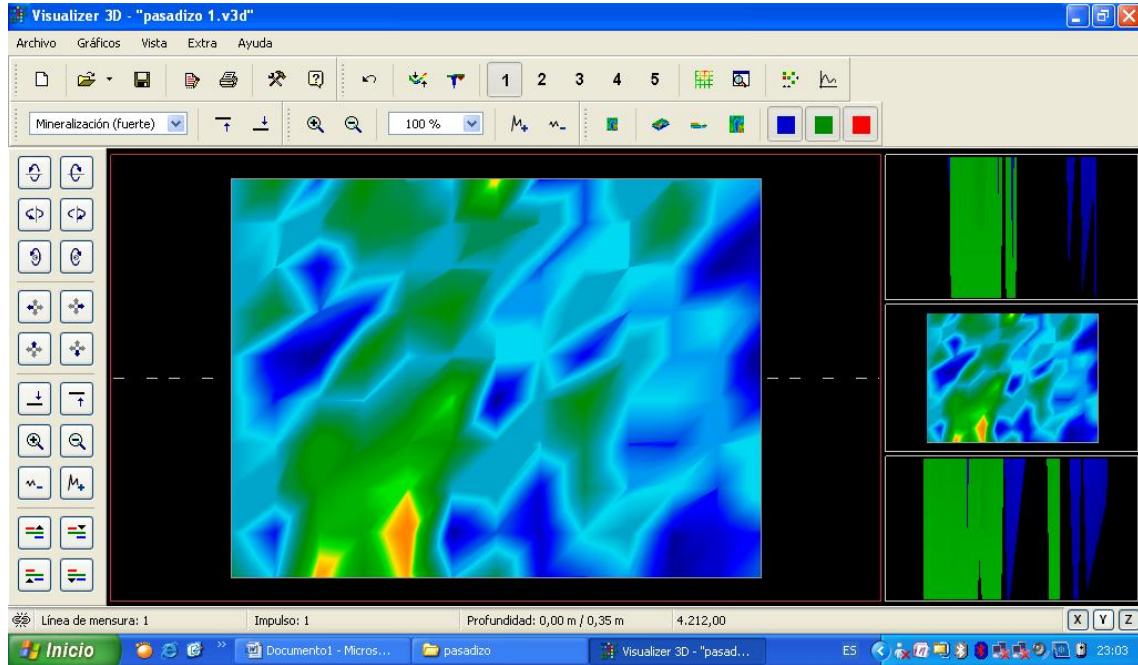 Visualizer 3D - "pasadizo 1.v3d"
Archivo Gráficos Vista Extra Ayuda
1 2 3 4 5
Mineralización (fuerte) 100 %
Línea de mensura: 1 Impulso: 1 Profundidad: 0,00 m / 0,35 m 4.212,00 X Y Z
Inicio Documento1 - Micros... pasadizo Visualizer 3D - "pasad... ES 23:03